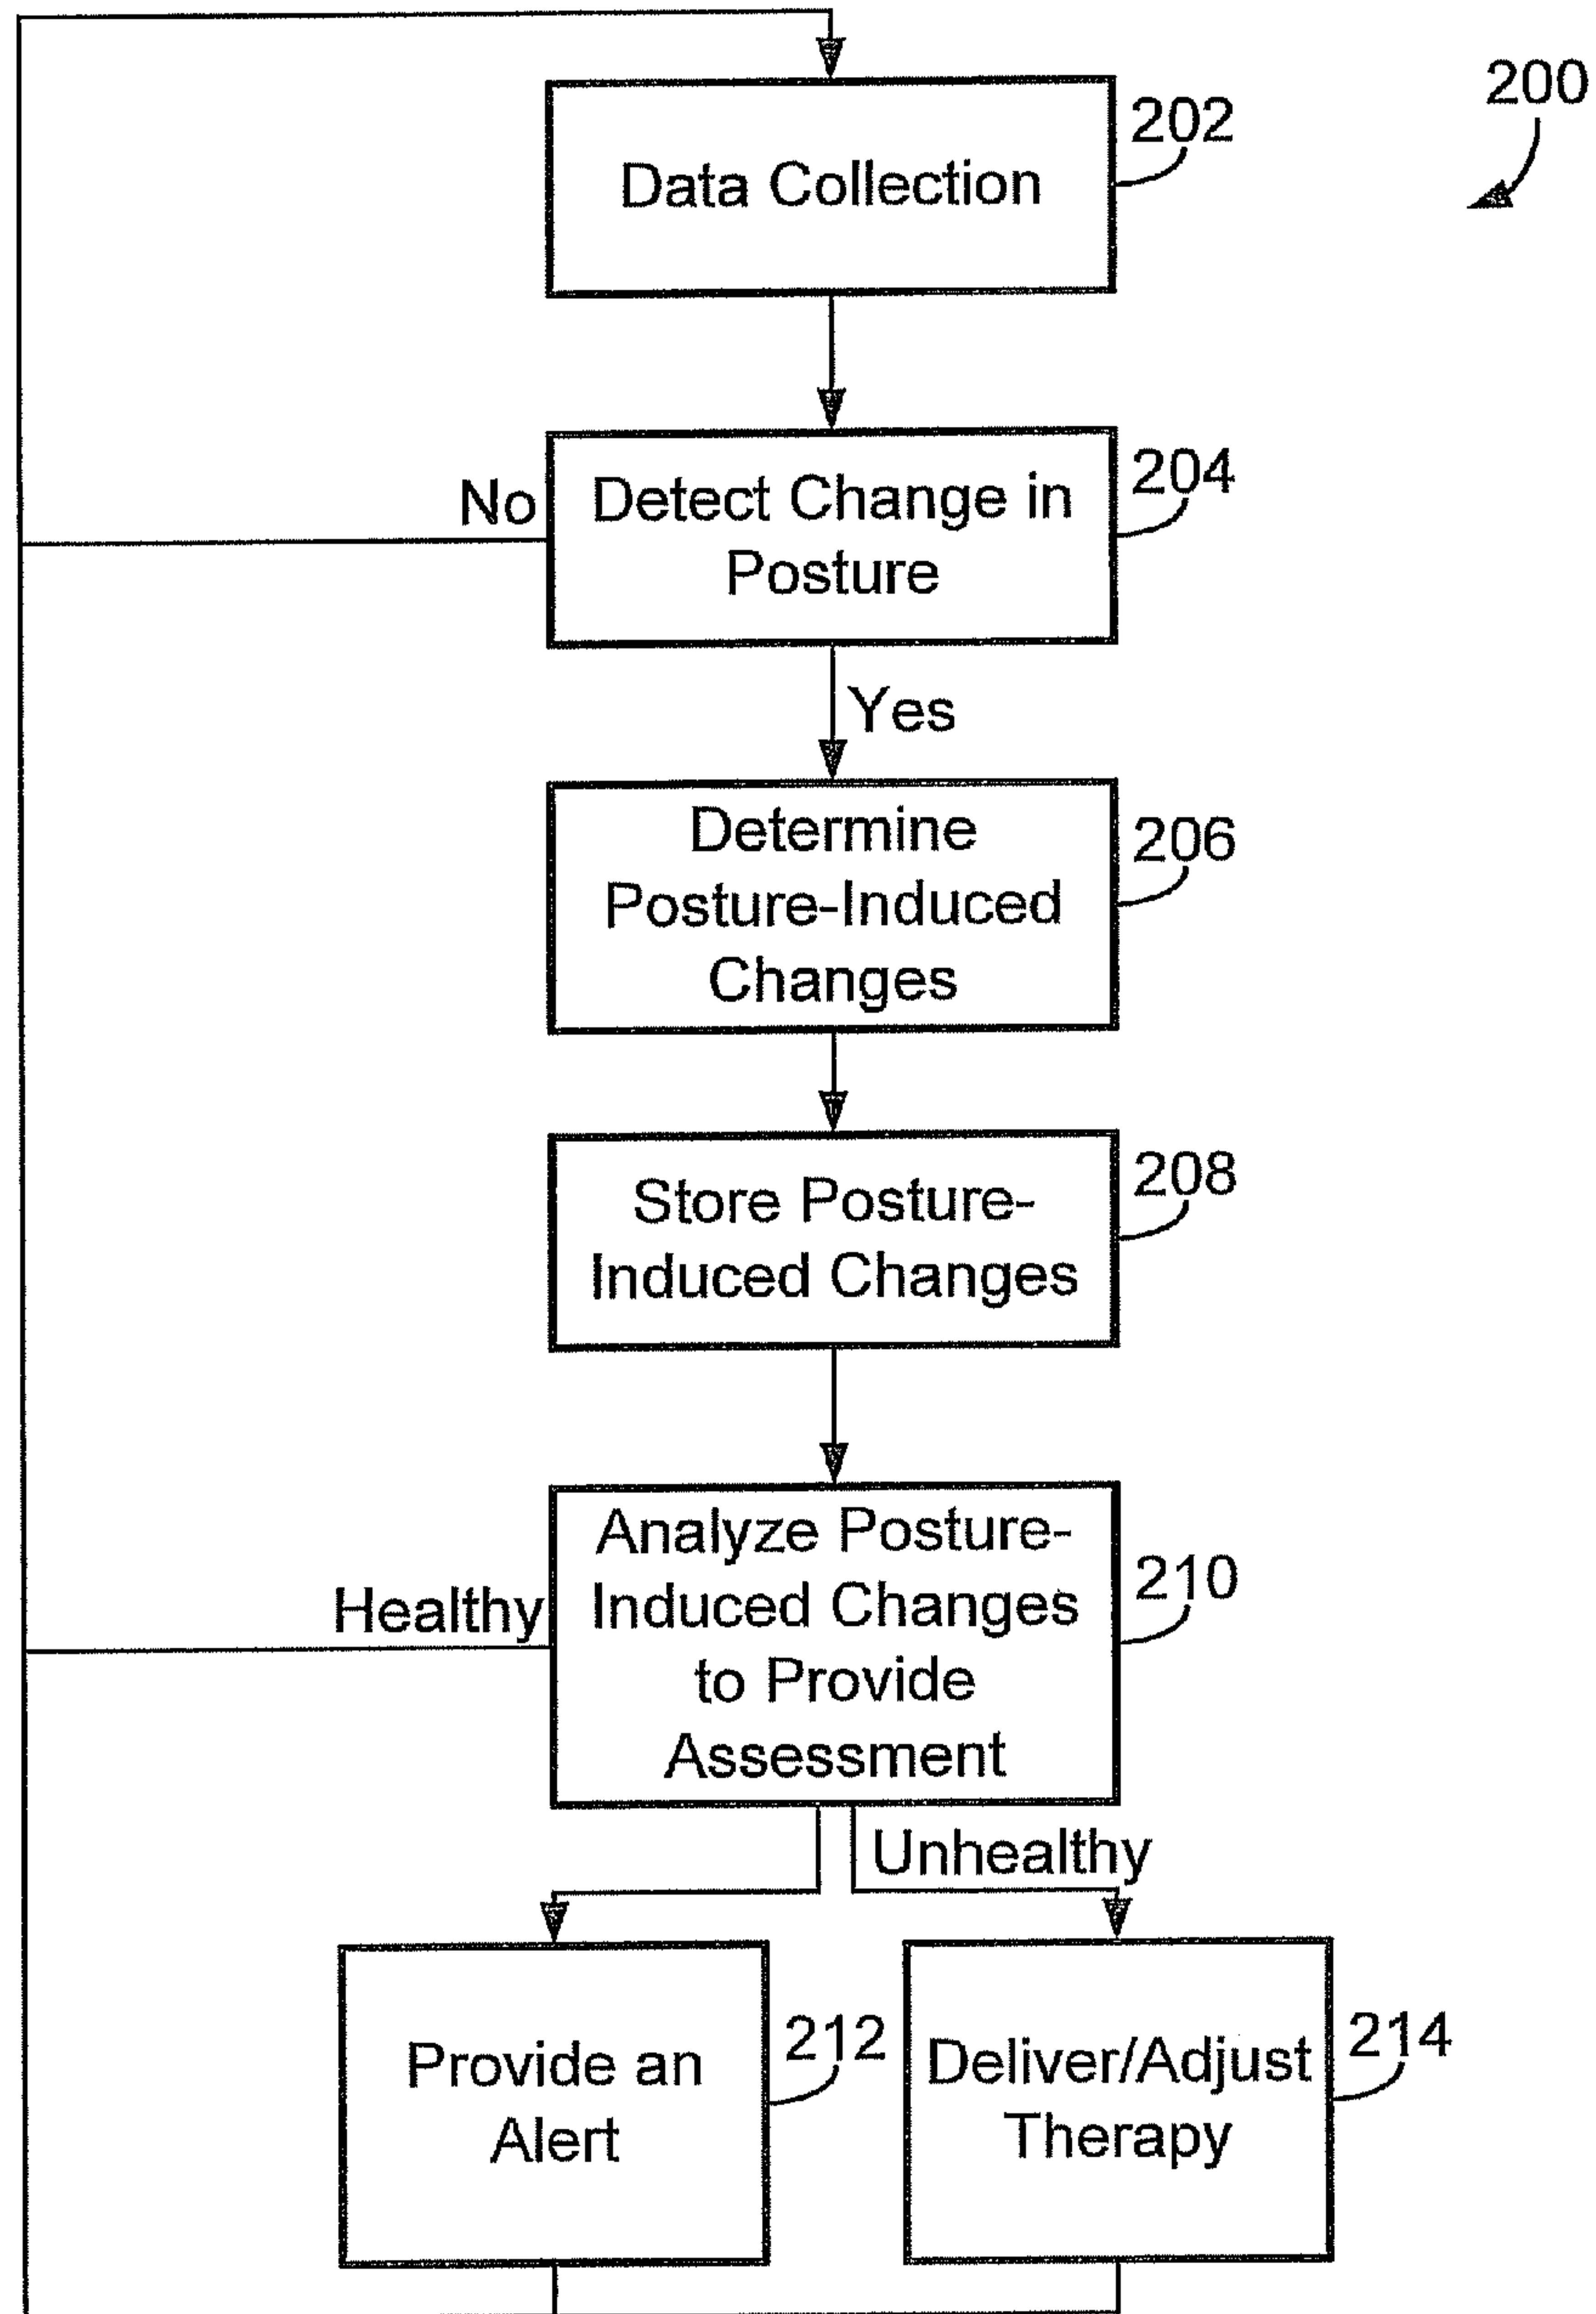 200
202
Data Collection
204
No
Detect Change in
Posture
Yes
Determine
206
Posture-Induced
Changes
208
Store Posture-
Induced Changes
Analyze Posture-
210
Healthy
Induced Changes
to Provide
Assessment
Unhealthy
212
214
Provide an
Alert
Deliver/Adjust
Therapy